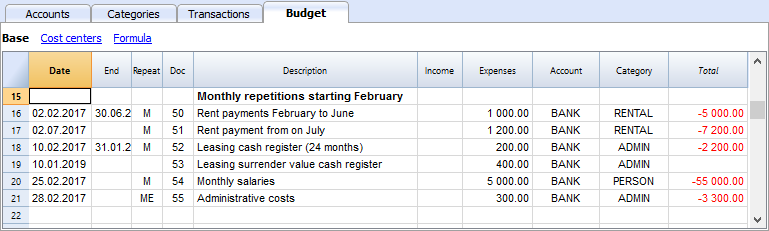 Accounts Categories Transactions Budget
Base Cost centers Formula
Date End Repeat Doc Description Income Expenses Account Category Total
15 Monthly repetitions starting February
16 02.02.2017 30.06.2 M 50 Rent payments February to June 1 000.00 BANK RENTAL -5 000.00
17 02.07.2017 M 51 Rent payment from on July 1 200.00 BANK RENTAL -7 200.00
18 10.02.2017 31.01.2 M 52 Leasing cash register (24 months) 200.00 BANK ADMIN -2 200.00
19 10.01.2019 53 Leasing surrender value cash register 400.00 BANK ADMIN
20 25.02.2017 M 54 Monthly salaries 5 000.00 BANK PERSON -55 000.00
21 28.02.2017 ME 55 Administrative costs 300.00 BANK ADMIN -3 300.00
22